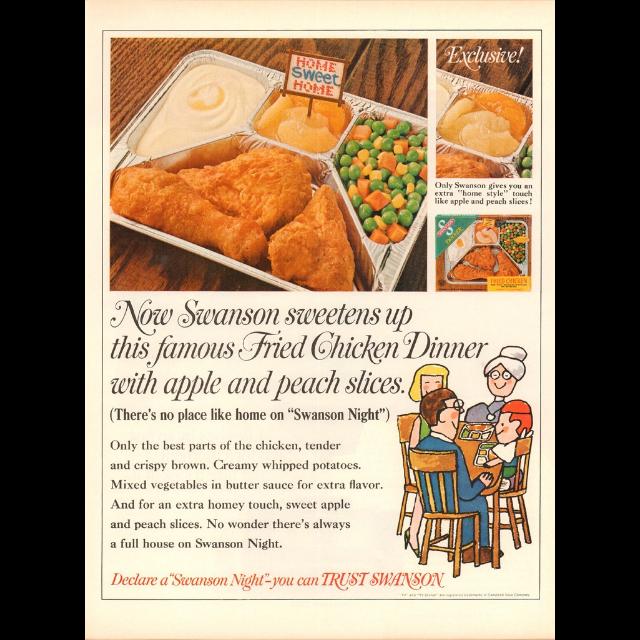 HOME
Sweet
HOME
Exclusive!
Only Swanson gives you an
extra "home style" touch
like apple and peach slices!
FRIED CHICKEN
Now Swanson sweetens up
this famous Fried Chicken Dinner
with apple and peach slices.
(There's no place like home on "Swanson Night")
Only the best parts of the chicken, tender
and crispy brown. Creamy whipped potatoes.
Mixed vegetables in butter sauce for extra flavor.
And for an extra homey touch, sweet apple
and peach slices. No wonder there's always
a full house on Swanson Night.
Declare a "Swanson Night"-you can TRUST SWANSON